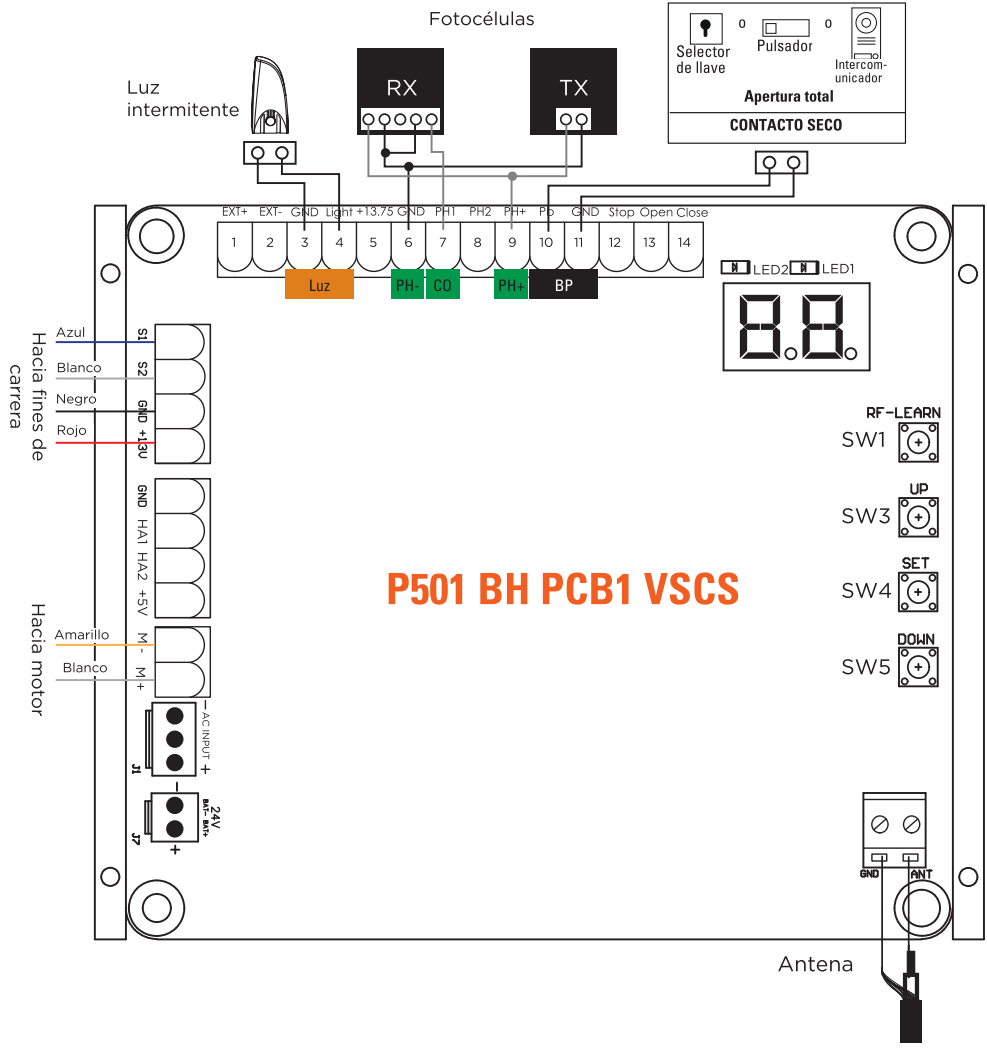 Fotocélulas
Luz
intermitente
RX
TX
Selector
de llave
o
Pulsador
o
Intercom-
unicador
Apertura total
CONTACTO SECO
EXT+ EXT- GND Light +13.75 GND PH1 PH2 PH+ Pb GND Stop Open Close
1 2 3 4 5 6 7 8 9 10 11 12 13 14
Luz PH- CO PH+ BP
LED2 LED1
8.8.
Hacia fines de
carrera
Azul
Blanco
Negro
Rojo
S1
S2
GND
+13V
GND
HA1
HA2
+5V
Hacia motor
Amarillo
Blanco
M -
M +
- AC INPUT +
J1
-
24V
BAT- BAT+
J7
+
P501 BH PCB1 VSCS
RF-LEARN
SW1
UP
SW3
SET
SW4
DOWN
SW5
GND ANT
Antena